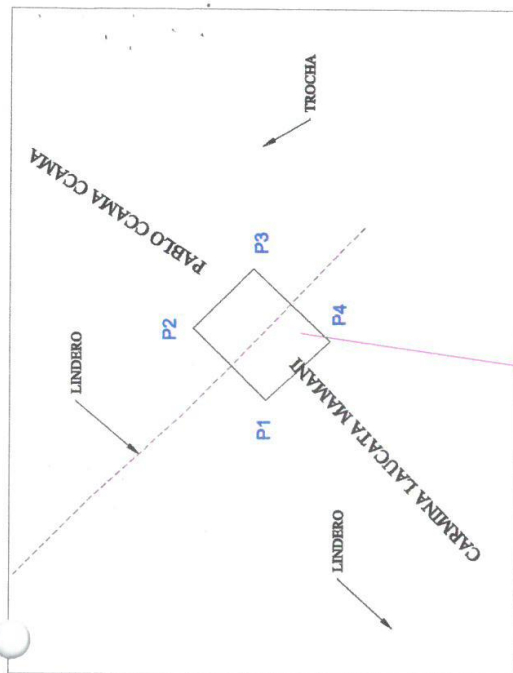 TROCHA
PABLO CCAMA CCAMA
P3
P2
LINDERO
P4
P1
CARMINA LAUCATA MAMANI
LINDERO